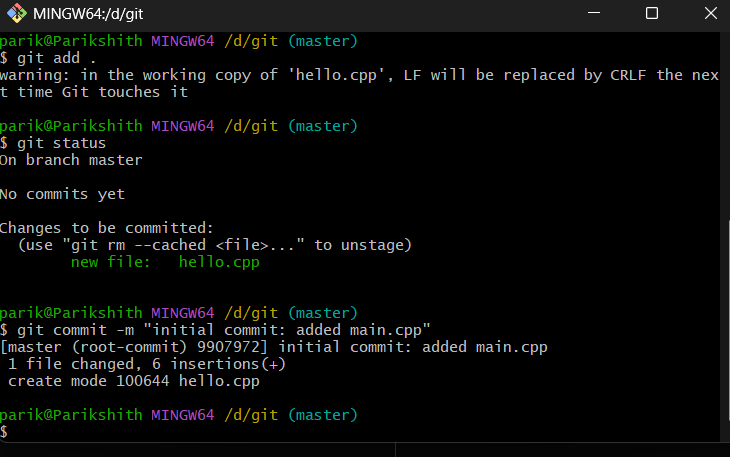 MINGW64:/d/git
parik@Parikshith MINGW64 /d/git (master)
$ git add .
warning: in the working copy of 'hello.cpp', LF will be replaced by CRLF the nex
t time Git touches it
parik@Parikshith MINGW64 /d/git (master)
$ git status
On branch master
No commits yet
Changes to be committed:
  (use "git rm --cached <file>..." to unstage)
        new file:   hello.cpp
parik@Parikshith MINGW64 /d/git (master)
$ git commit -m "initial commit: added main.cpp"
[master (root-commit) 9907972] initial commit: added main.cpp
 1 file changed, 6 insertions(+)
 create mode 100644 hello.cpp
parik@Parikshith MINGW64 /d/git (master)
$